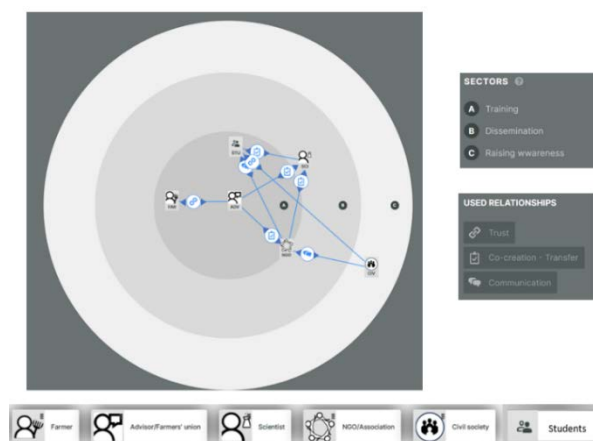 SECTORS
A Training
B Dissemination
C Raising wwareness
USED RELATIONSHIPS
Trust
Co-creation - Transfer
Communication
A
B
C
Farmer
Advisor/Farmers' union
Scientist
NGO/Association
Civil society
Students